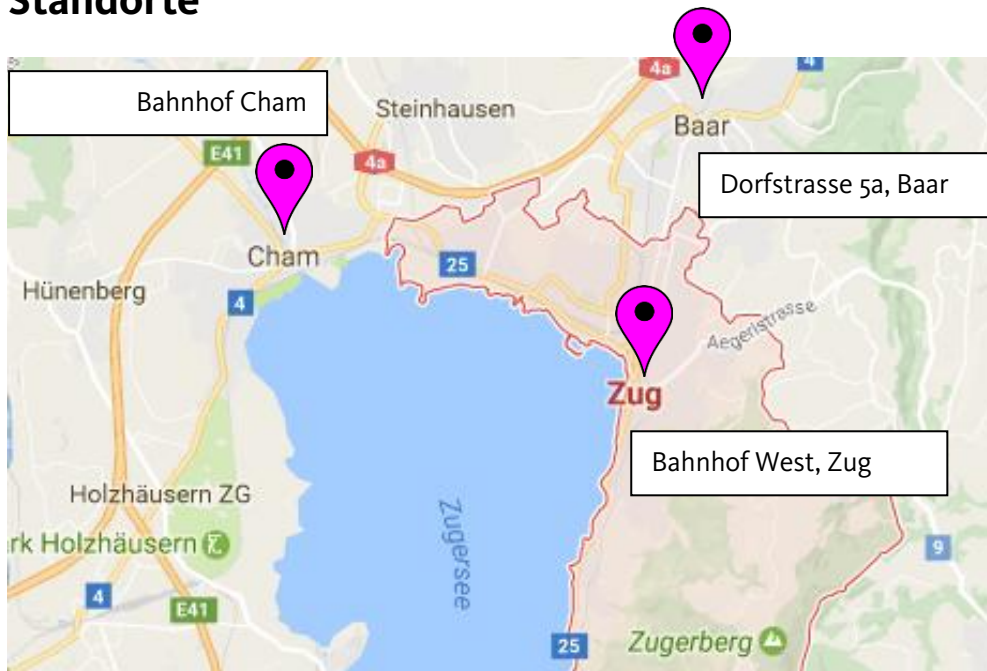 Standorte
4a
4
Bahnhof Cham
Steinhausen
Baar
E41
4a
Dorfstrasse 5a, Baar
Cham
25
Hünenberg
4
Aegeristrasse
Zug
Bahnhof West, Zug
Holzhäusern ZG
Zugersee
rk Holzhäusern
9
4
E41
25
Zugerberg